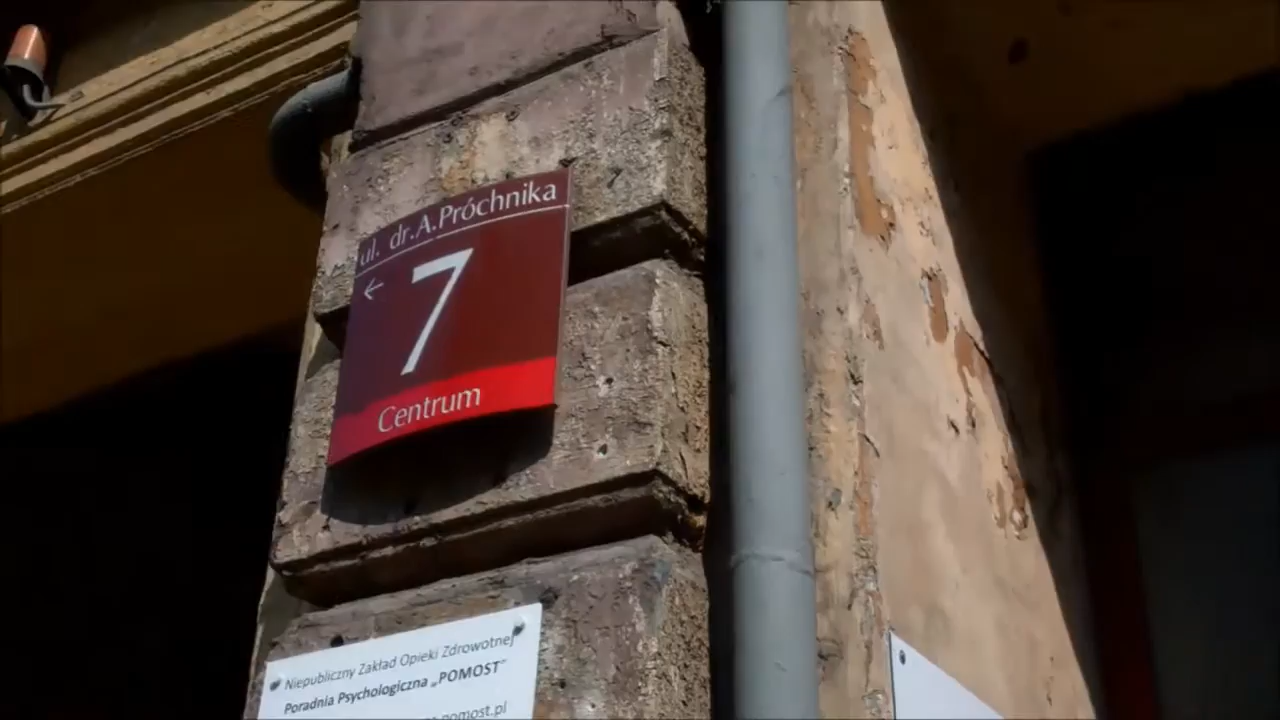 ul. dr.A.Próchnika
← 7
Centrum
Niepubliczny Zakład Opieki Zdrowotnej
Poradnia Psychologiczna „POMOST”
pomost.pl